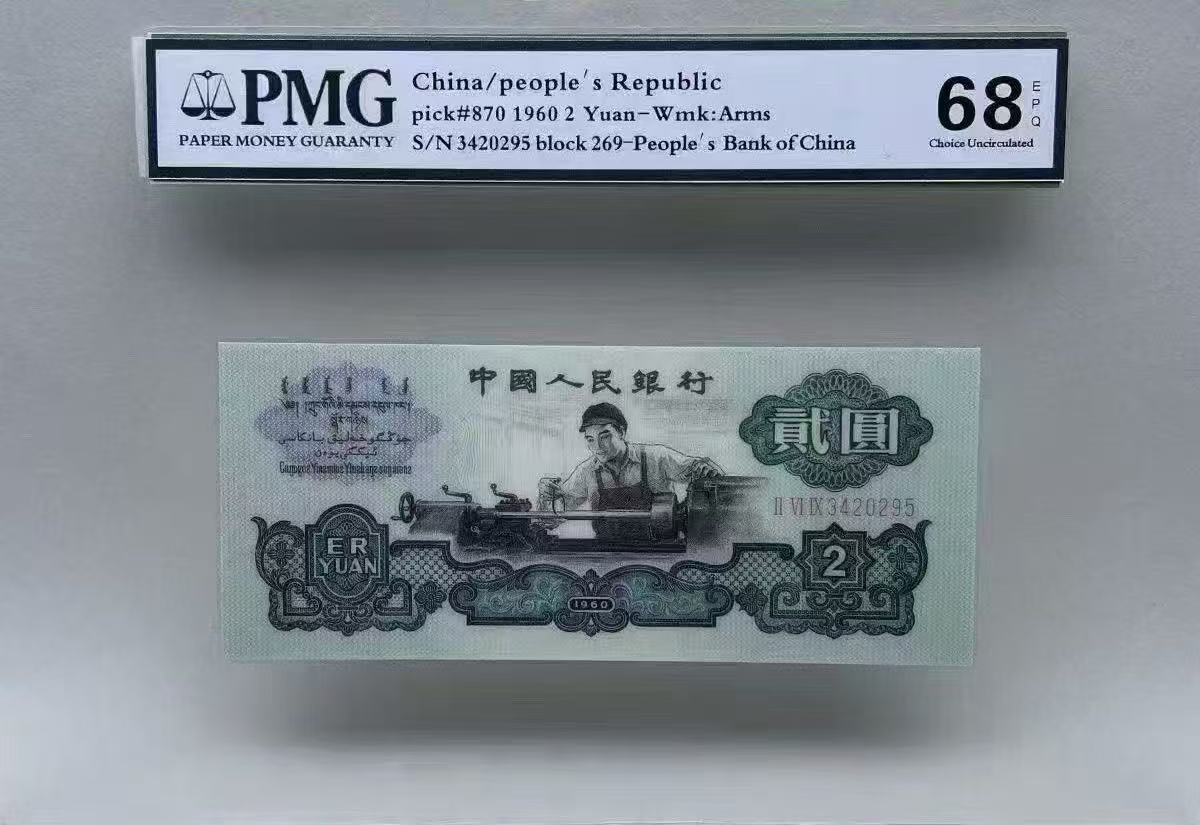 PMG
PAPER MONEY GUARANTY
China/people's Republic
pick#870 1960 2 Yuan-Wmk:Arms
S/N 3420295 block 269-People's Bank of China
68
EPQ
Choice Uncirculated
中國人民銀行
貳圓
II VI IX 3420295
ER
YUAN
2
1960